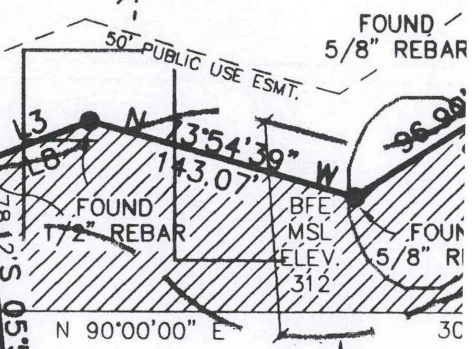 FOUND
5/8" REBAR
50' PUBLIC USE ESMT.
L3
N 73°54'39" W
96.90'
L8
143.07'
FOUND
1/2" REBAR
BFE
MSL
ELEV.
312
FOUN
5/8" R
N 90°00'00" E
30